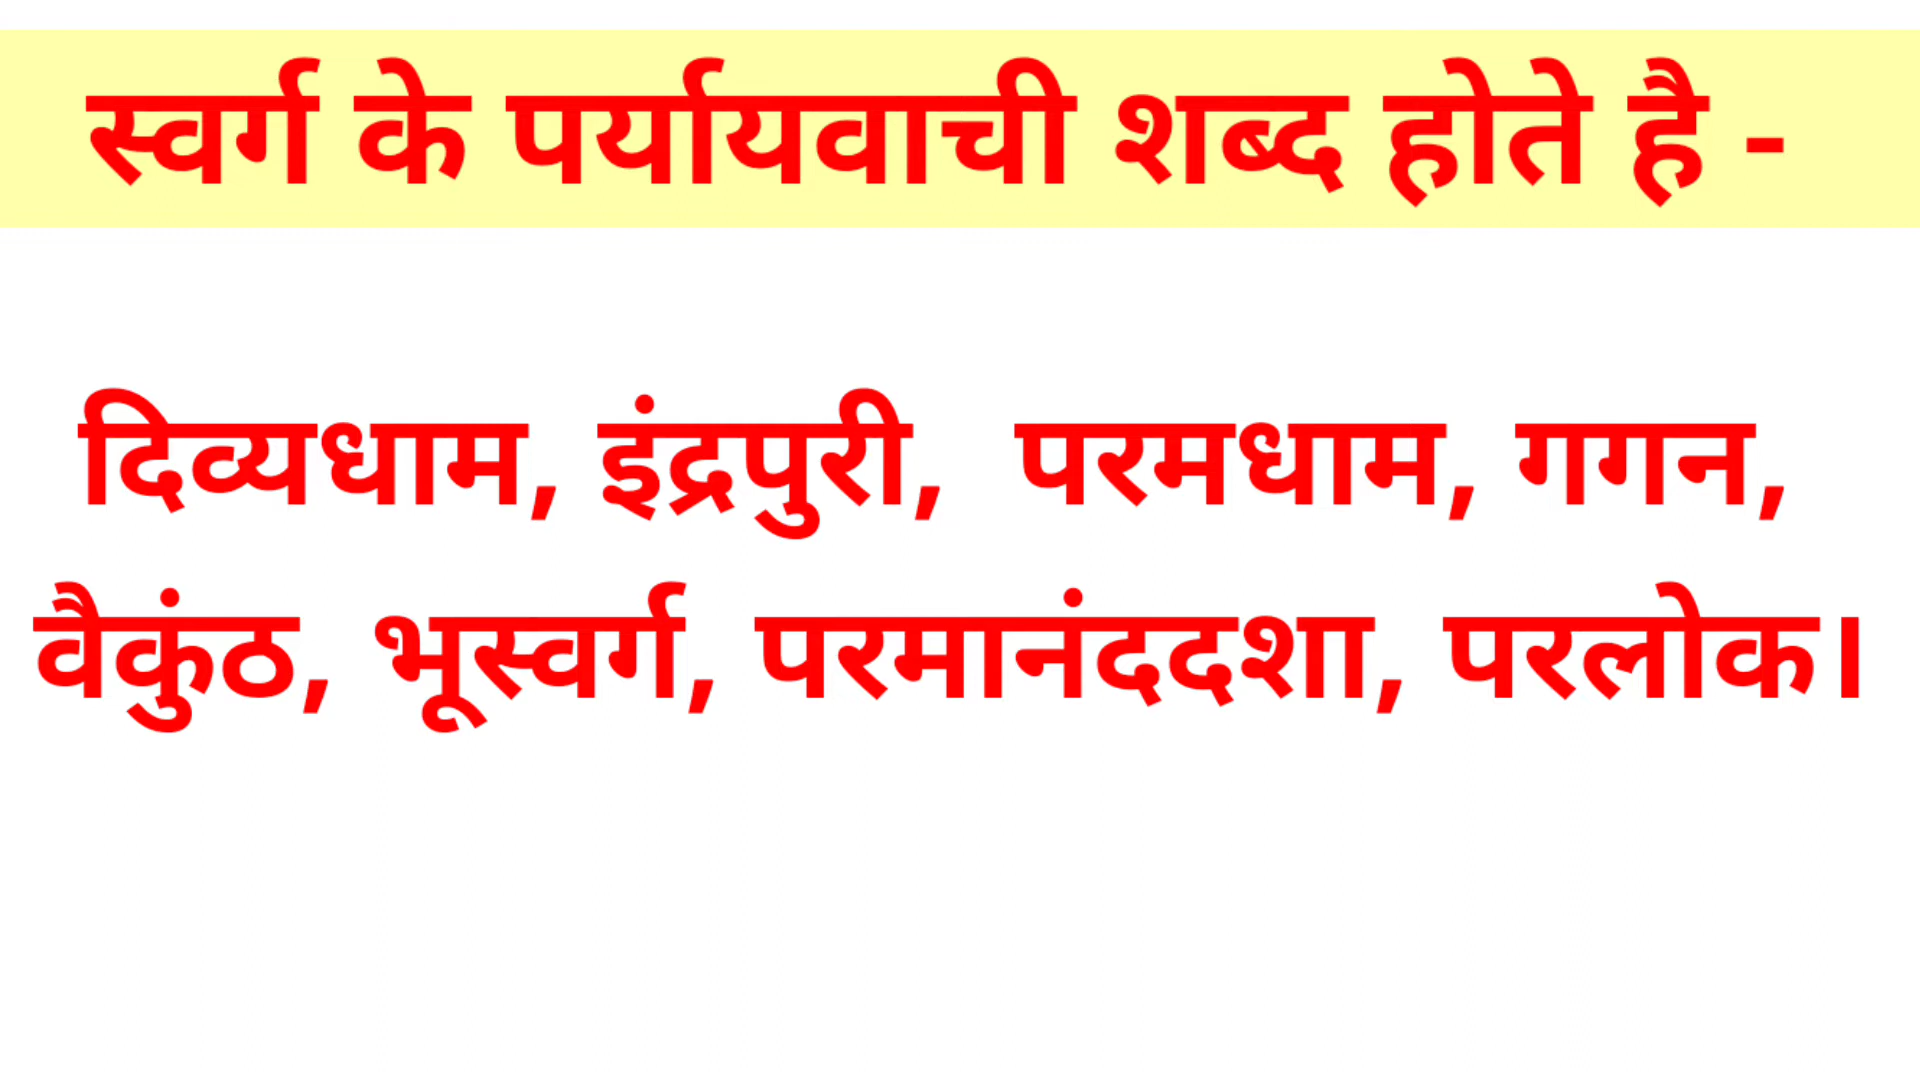 स्वर्ग के पर्यायवाची शब्द होते है -
दिव्यधाम, इंद्रपुरी, परमधाम, गगन,
वैकुंठ, भूस्वर्ग, परमानंददशा, परलोक।